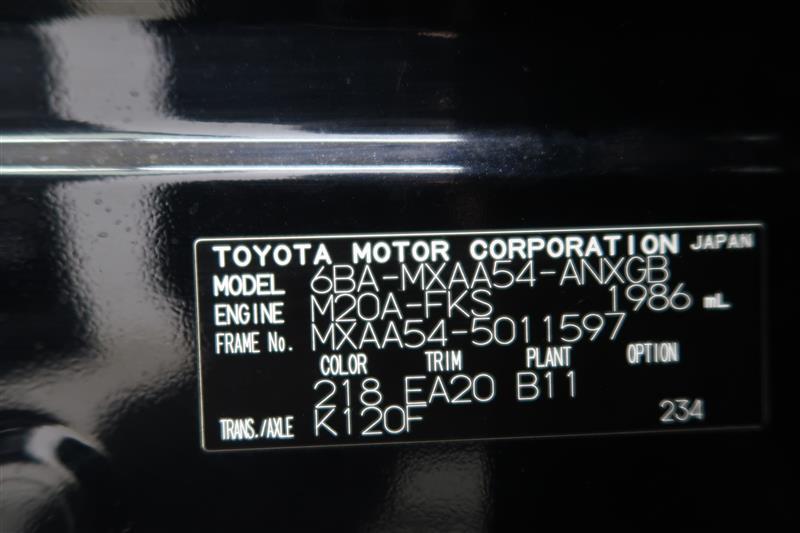 TOYOTA MOTOR CORPORATION JAPAN
MODEL 6BA-MXAA54-ANXGB
ENGINE M20A-FKS 1986 mL
FRAME No. MXAA54-5011597
COLOR TRIM PLANT OPTION
218 EA20 B11
TRANS./AXLE K120F 234